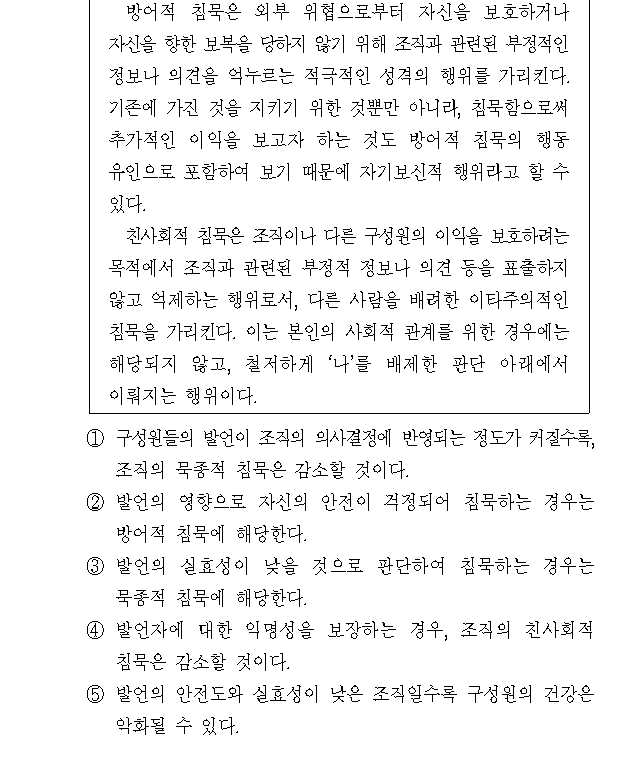 방어적 침묵은 외부 위협으로부터 자신을 보호하거나
자신을 향한 보복을 당하지 않기 위해 조직과 관련된 부정적인
정보나 의견을 억누르는 적극적인 성격의 행위를 가리킨다.
기존에 가진 것을 지키기 위한 것뿐만 아니라, 침묵함으로써
추가적인 이익을 보고자 하는 것도 방어적 침묵의 행동
유인으로 포함하여 보기 때문에 자기보신적 행위라고 할 수
있다.
친사회적 침묵은 조직이나 다른 구성원의 이익을 보호하려는
목적에서 조직과 관련된 부정적 정보나 의견 등을 표출하지
않고 억제하는 행위로서, 다른 사람을 배려한 이타주의적인
침묵을 가리킨다. 이는 본인의 사회적 관계를 위한 경우에는
해당되지 않고, 철저하게 ‘나’를 배제한 판단 아래에서
이뤄지는 행위이다.
① 구성원들의 발언이 조직의 의사결정에 반영되는 정도가 커질수록,
조직의 묵종적 침묵은 감소할 것이다.
② 발언의 영향으로 자신의 안전이 걱정되어 침묵하는 경우는
방어적 침묵에 해당한다.
③ 발언의 실효성이 낮을 것으로 판단하여 침묵하는 경우는
묵종적 침묵에 해당한다.
④ 발언자에 대한 익명성을 보장하는 경우, 조직의 친사회적
침묵은 감소할 것이다.
⑤ 발언의 안전도와 실효성이 낮은 조직일수록 구성원의 건강은
악화될 수 있다.